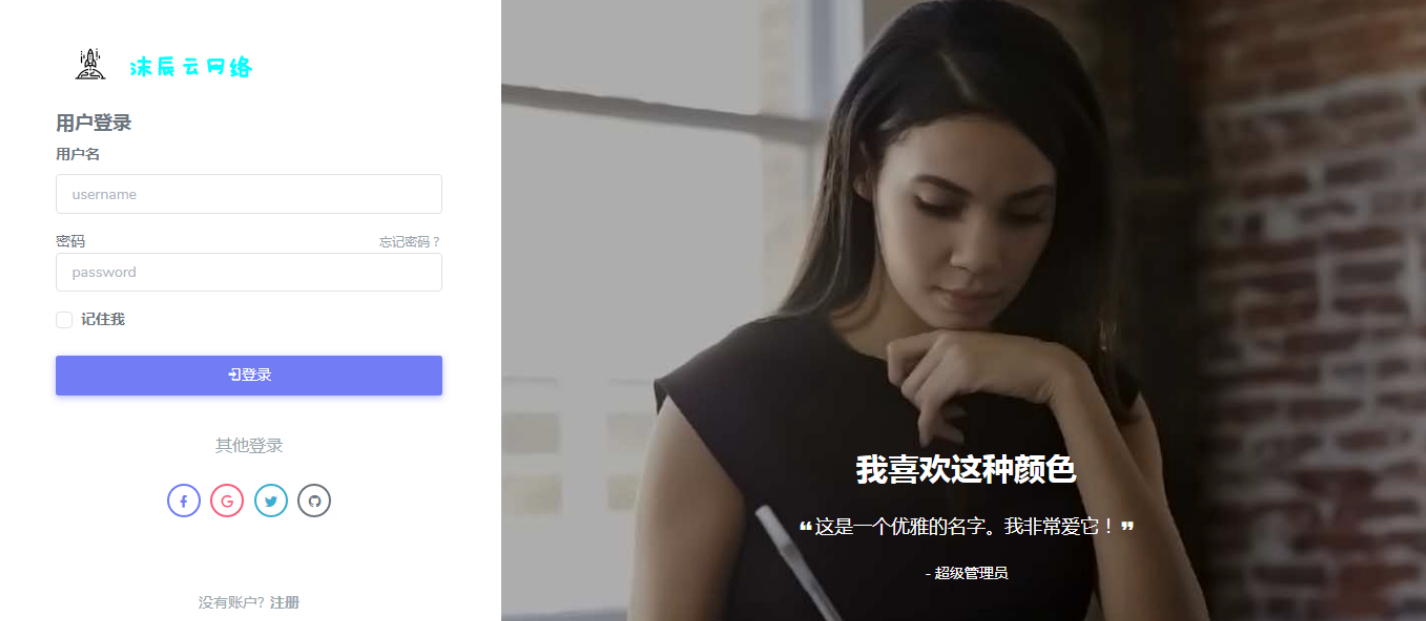 沫辰云网络
用户登录
用户名
username
密码 忘记密码？
password
记住我
登录
其他登录
没有账户? 注册
我喜欢这种颜色
❝这是一个优雅的名字。我非常爱它！❞
- 超级管理员